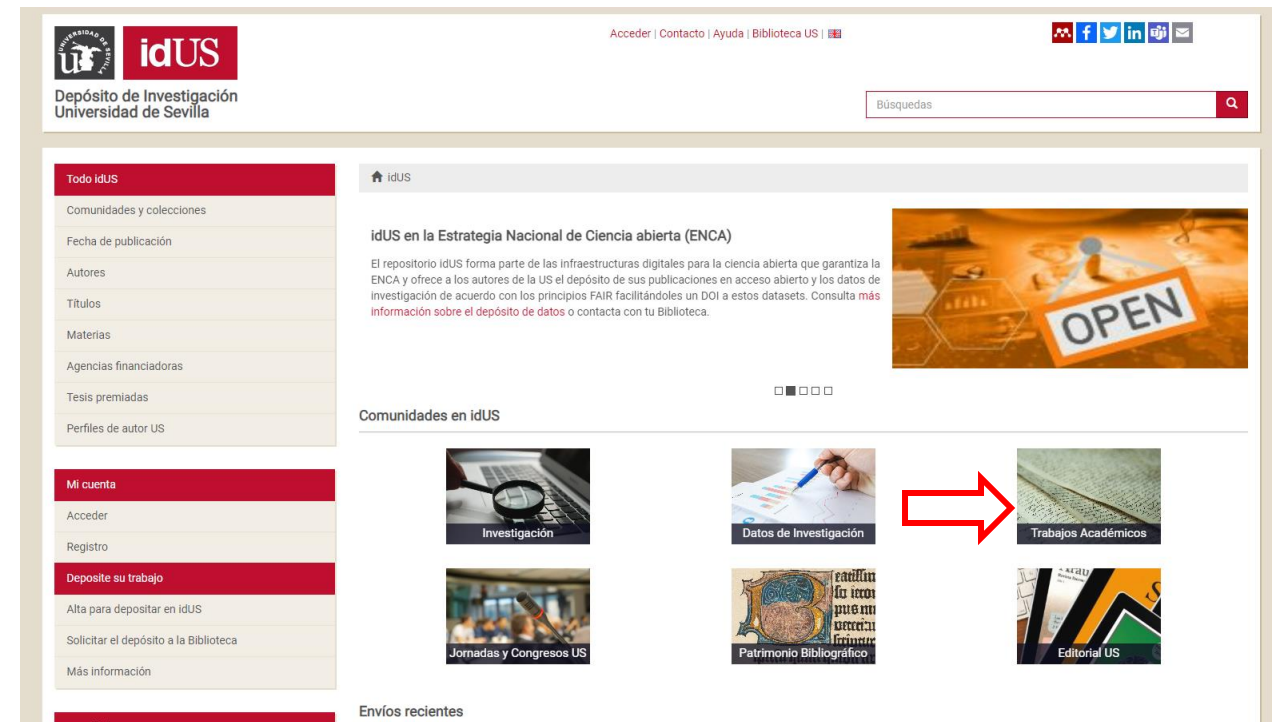 UNIVERSIDAD DE SEVILLA
idUS
Depósito de Investigación
Universidad de Sevilla
Acceder | Contacto | Ayuda | Biblioteca US |
Búsquedas
Todo idUS
Comunidades y colecciones
Fecha de publicación
Autores
Títulos
Materias
Agencias financiadoras
Tesis premiadas
Perfiles de autor US
Mi cuenta
Acceder
Registro
Deposite su trabajo
Alta para depositar en idUS
Solicitar el depósito a la Biblioteca
Más información
idUS
idUS en la Estrategia Nacional de Ciencia abierta (ENCA)
El repositorio idUS forma parte de las infraestructuras digitales para la ciencia abierta que garantiza la
ENCA y ofrece a los autores de la US el depósito de sus publicaciones en acceso abierto y los datos de
investigación de acuerdo con los principios FAIR facilitándoles un DOI a estos datasets. Consulta más
información sobre el depósito de datos o contacta con tu Biblioteca.
OPEN
Comunidades en idUS
Investigación
Datos de Investigación
Trabajos Académicos
Jornadas y Congresos US
Patrimonio Bibliográfico
Editorial US
Envíos recientes